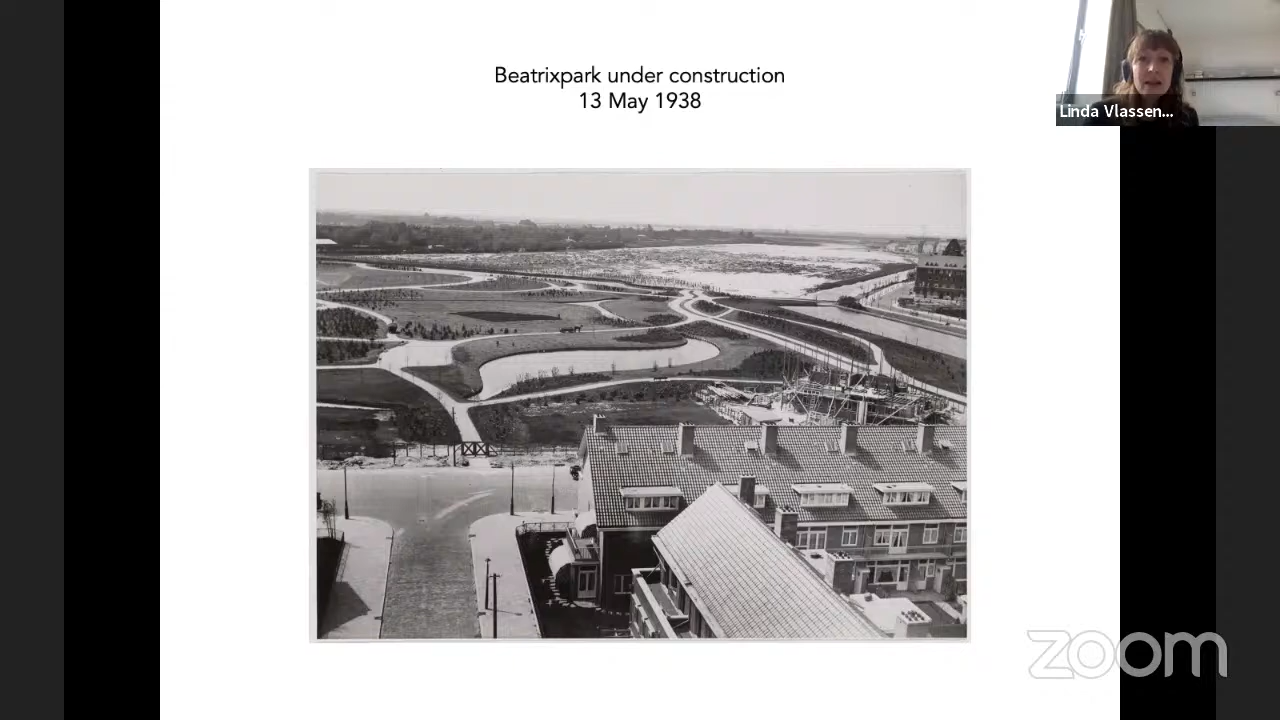 Beatrixpark under construction
13 May 1938
Linda Vlassen...
zoom